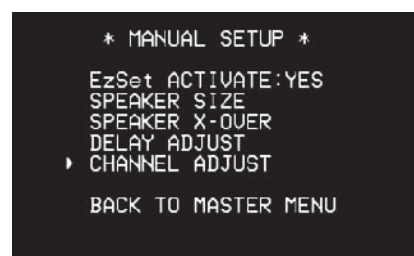 * MANUAL SETUP *
EzSet ACTIVATE:YES
SPEAKER SIZE
SPEAKER X-OVER
DELAY ADJUST
CHANNEL ADJUST
BACK TO MASTER MENU